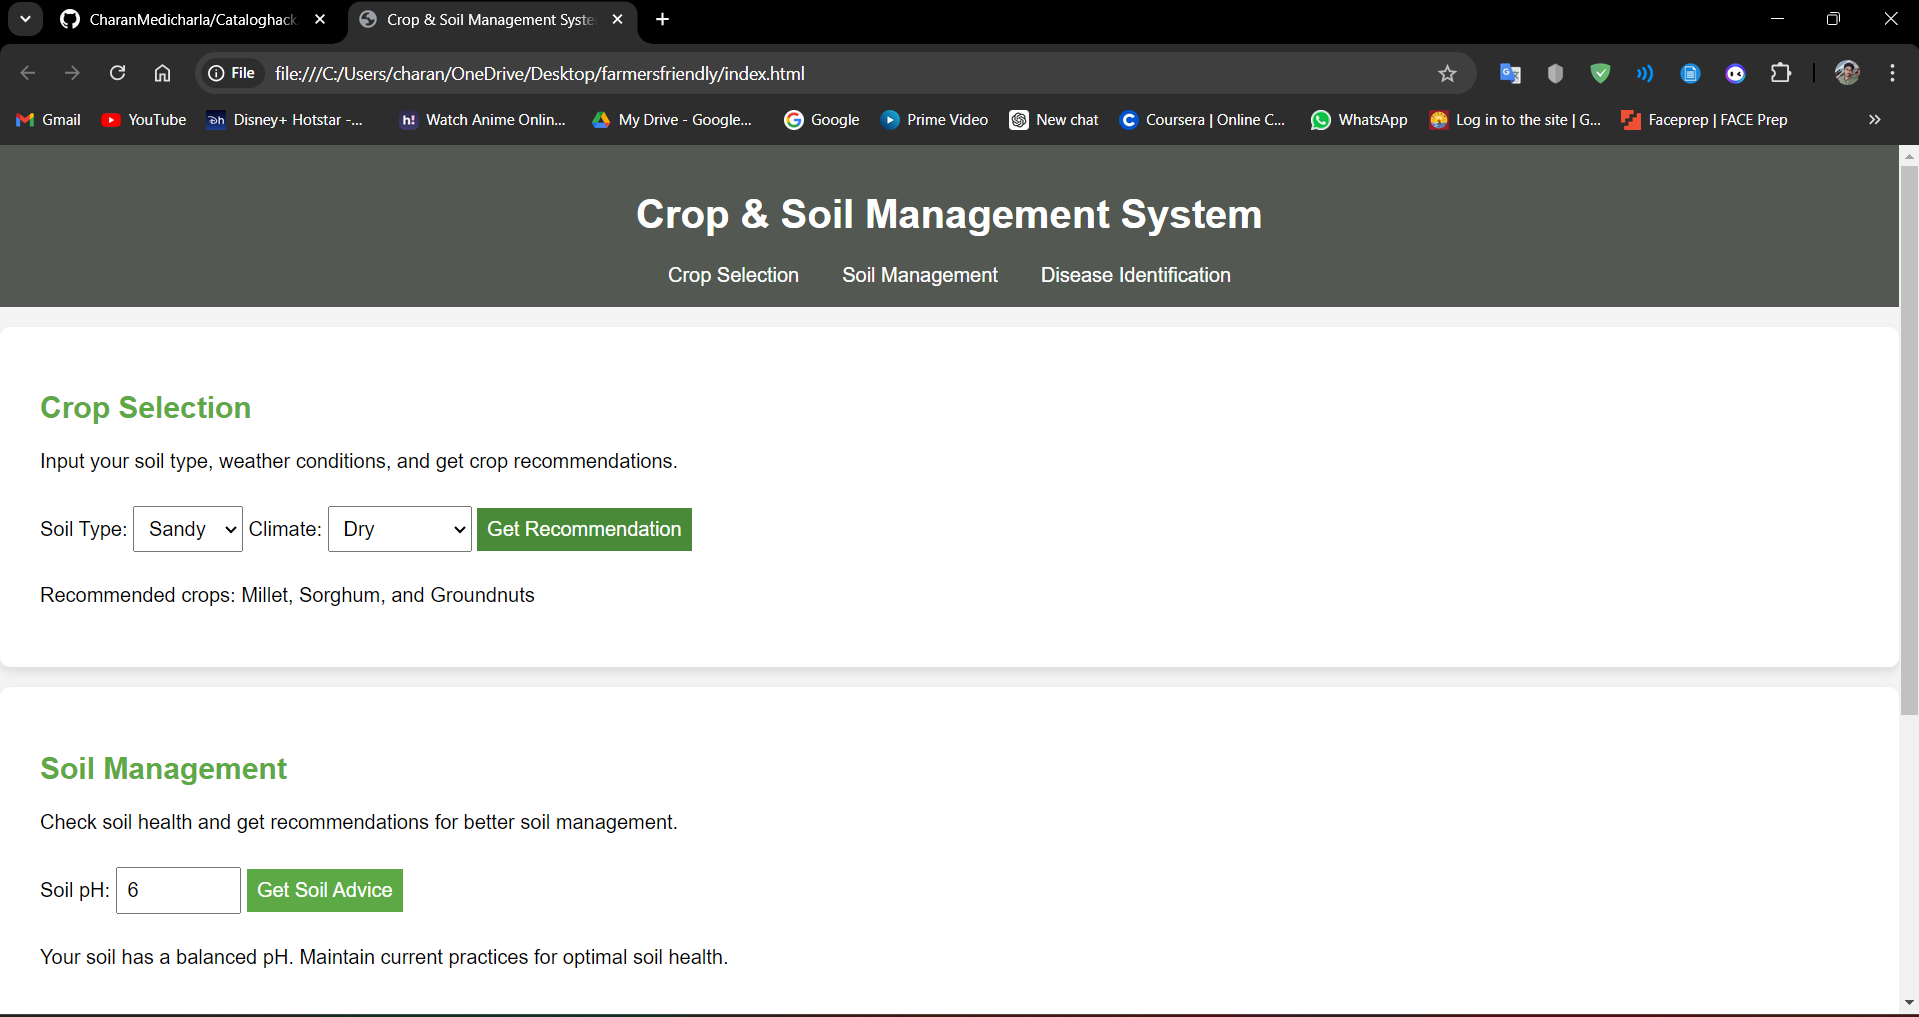 CharanMedicharla/Cataloghack
Crop & Soil Management Syste
File
file:///C:/Users/charan/OneDrive/Desktop/farmersfriendly/index.html
Gmail YouTube Disney+ Hotstar -... Watch Anime Onlin... My Drive - Google... Google Prime Video New chat Coursera | Online C... WhatsApp Log in to the site | G... Faceprep | FACE Prep
Crop & Soil Management System
Crop Selection Soil Management Disease Identification
Crop Selection
Input your soil type, weather conditions, and get crop recommendations.
Soil Type: Sandy Climate: Dry Get Recommendation
Recommended crops: Millet, Sorghum, and Groundnuts
Soil Management
Check soil health and get recommendations for better soil management.
Soil pH: 6 Get Soil Advice
Your soil has a balanced pH. Maintain current practices for optimal soil health.